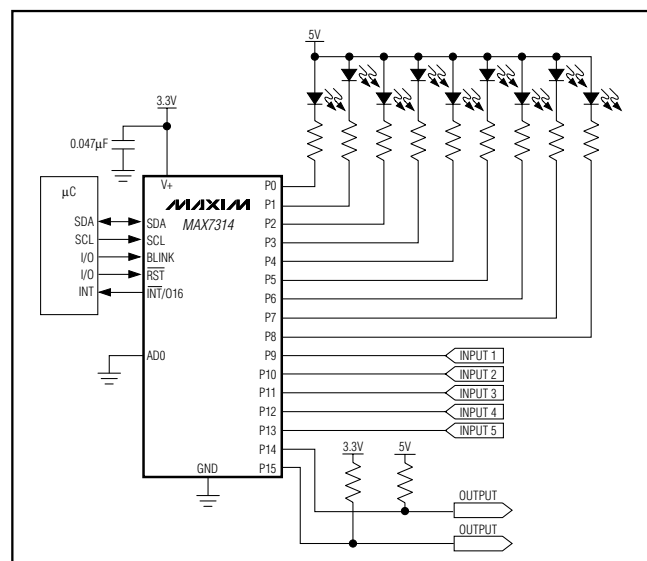 5V
3.3V
0.047µF
V+
µC
MAXIM
MAX7314
SDA
SCL
I/O
I/O
INT
SDA
SCL
BLINK
RST
INT/O16
AD0
GND
P0
P1
P2
P3
P4
P5
P6
P7
P8
P9
P10
P11
P12
P13
P14
P15
INPUT 1
INPUT 2
INPUT 3
INPUT 4
INPUT 5
3.3V
5V
OUTPUT
OUTPUT